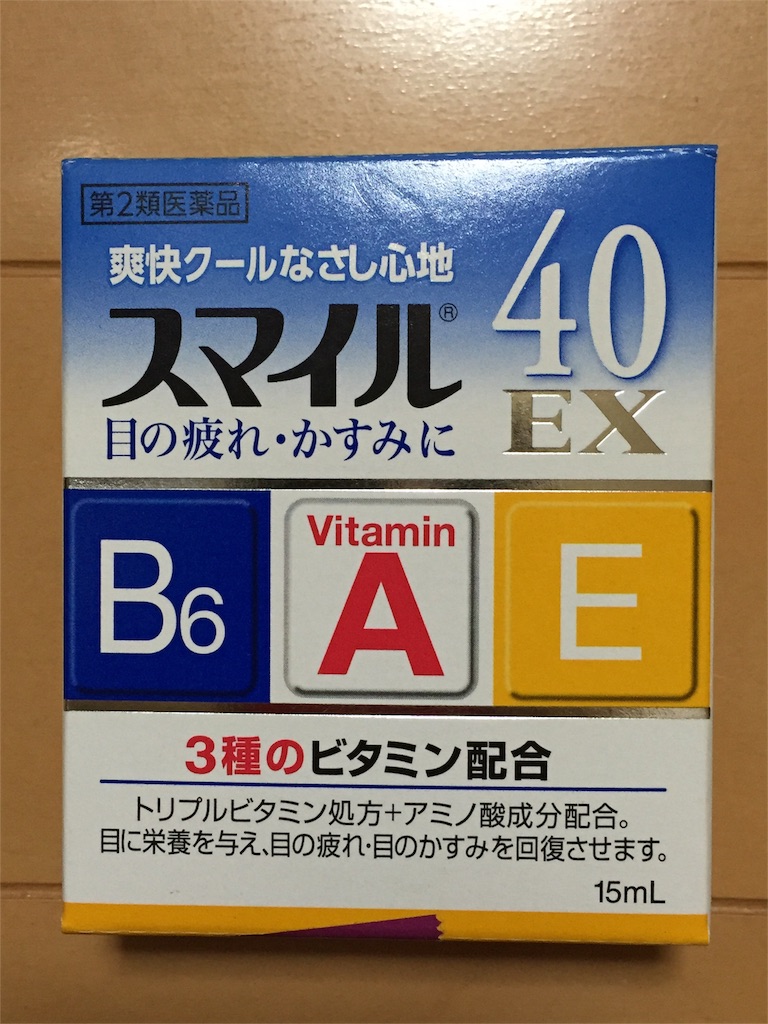 第2類医薬品
爽快クールなさし心地
スマイル®
40
EX
目の疲れ・かすみに
B6
Vitamin
A
E
3種のビタミン配合
トリプルビタミン処方+アミノ酸成分配合。
目に栄養を与え、目の疲れ・目のかすみを回復させます。
15mL